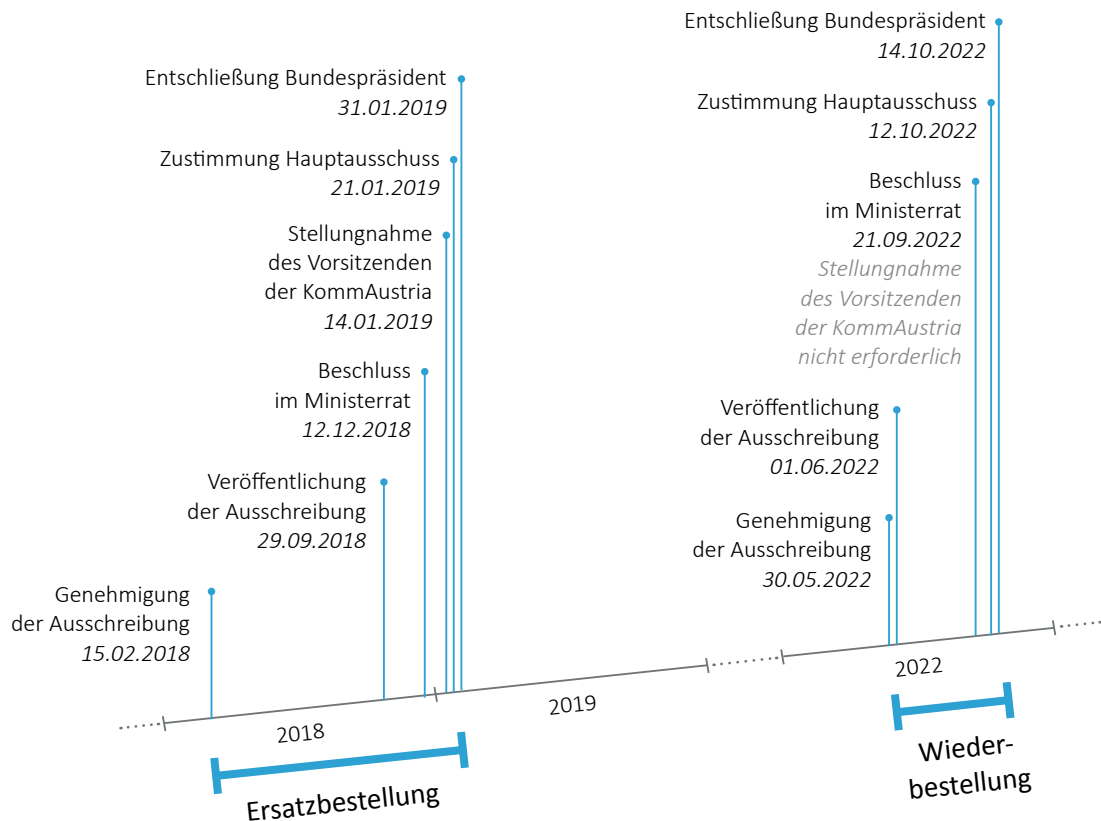 Entschließung Bundespräsident
31.01.2019
Zustimmung Hauptausschuss
21.01.2019
Stellungnahme
des Vorsitzenden
der KommAustria
14.01.2019
Beschluss
im Ministerrat
12.12.2018
Veröffentlichung
der Ausschreibung
29.09.2018
Genehmigung
der Ausschreibung
15.02.2018
Entschließung Bundespräsident
14.10.2022
Zustimmung Hauptausschuss
12.10.2022
Beschluss
im Ministerrat
21.09.2022
Stellungnahme
des Vorsitzenden
der KommAustria
nicht erforderlich
Veröffentlichung
der Ausschreibung
01.06.2022
Genehmigung
der Ausschreibung
30.05.2022
2018
2019
2022
Ersatzbestellung
Wieder-
bestellung